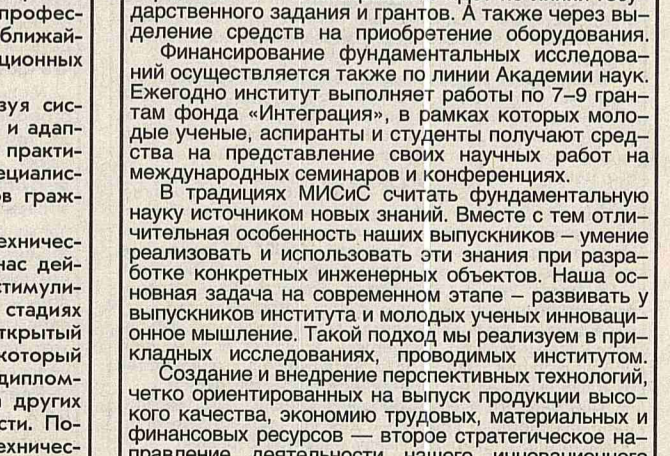 профес-
ближай-
ционных
зуя сис-
и адап-
практи-
ециалис-
ов граж-
ехничес-
нас дей-
стимули-
стадиях
ткрытый
который
диплом-
других
сти. По-
ехничес-
дарственного задания и грантов. А также через вы-
деление средств на приобретение оборудования.
Финансирование фундаментальных исследова-
ний осуществляется также по линии Академии наук.
Ежегодно институт выполняет работы по 7–9 гран-
там фонда «Интеграция», в рамках которых моло-
дые ученые, аспиранты и студенты получают сред-
ства на представление своих научных работ на
международных семинарах и конференциях.
В традициях МИСиС считать фундаментальную
науку источником новых знаний. Вместе с тем отли-
чительная особенность наших выпускников – умение
реализовать и использовать эти знания при разра-
ботке конкретных инженерных объектов. Наша ос-
новная задача на современном этапе – развивать у
выпускников института и молодых ученых инноваци-
онное мышление. Такой подход мы реализуем в при-
кладных исследованиях, проводимых институтом.
Создание и внедрение перспективных технологий,
четко ориентированных на выпуск продукции высо-
кого качества, экономию трудовых, материальных и
финансовых ресурсов — второе стратегическое на-
правление деятельности нашего инновационного